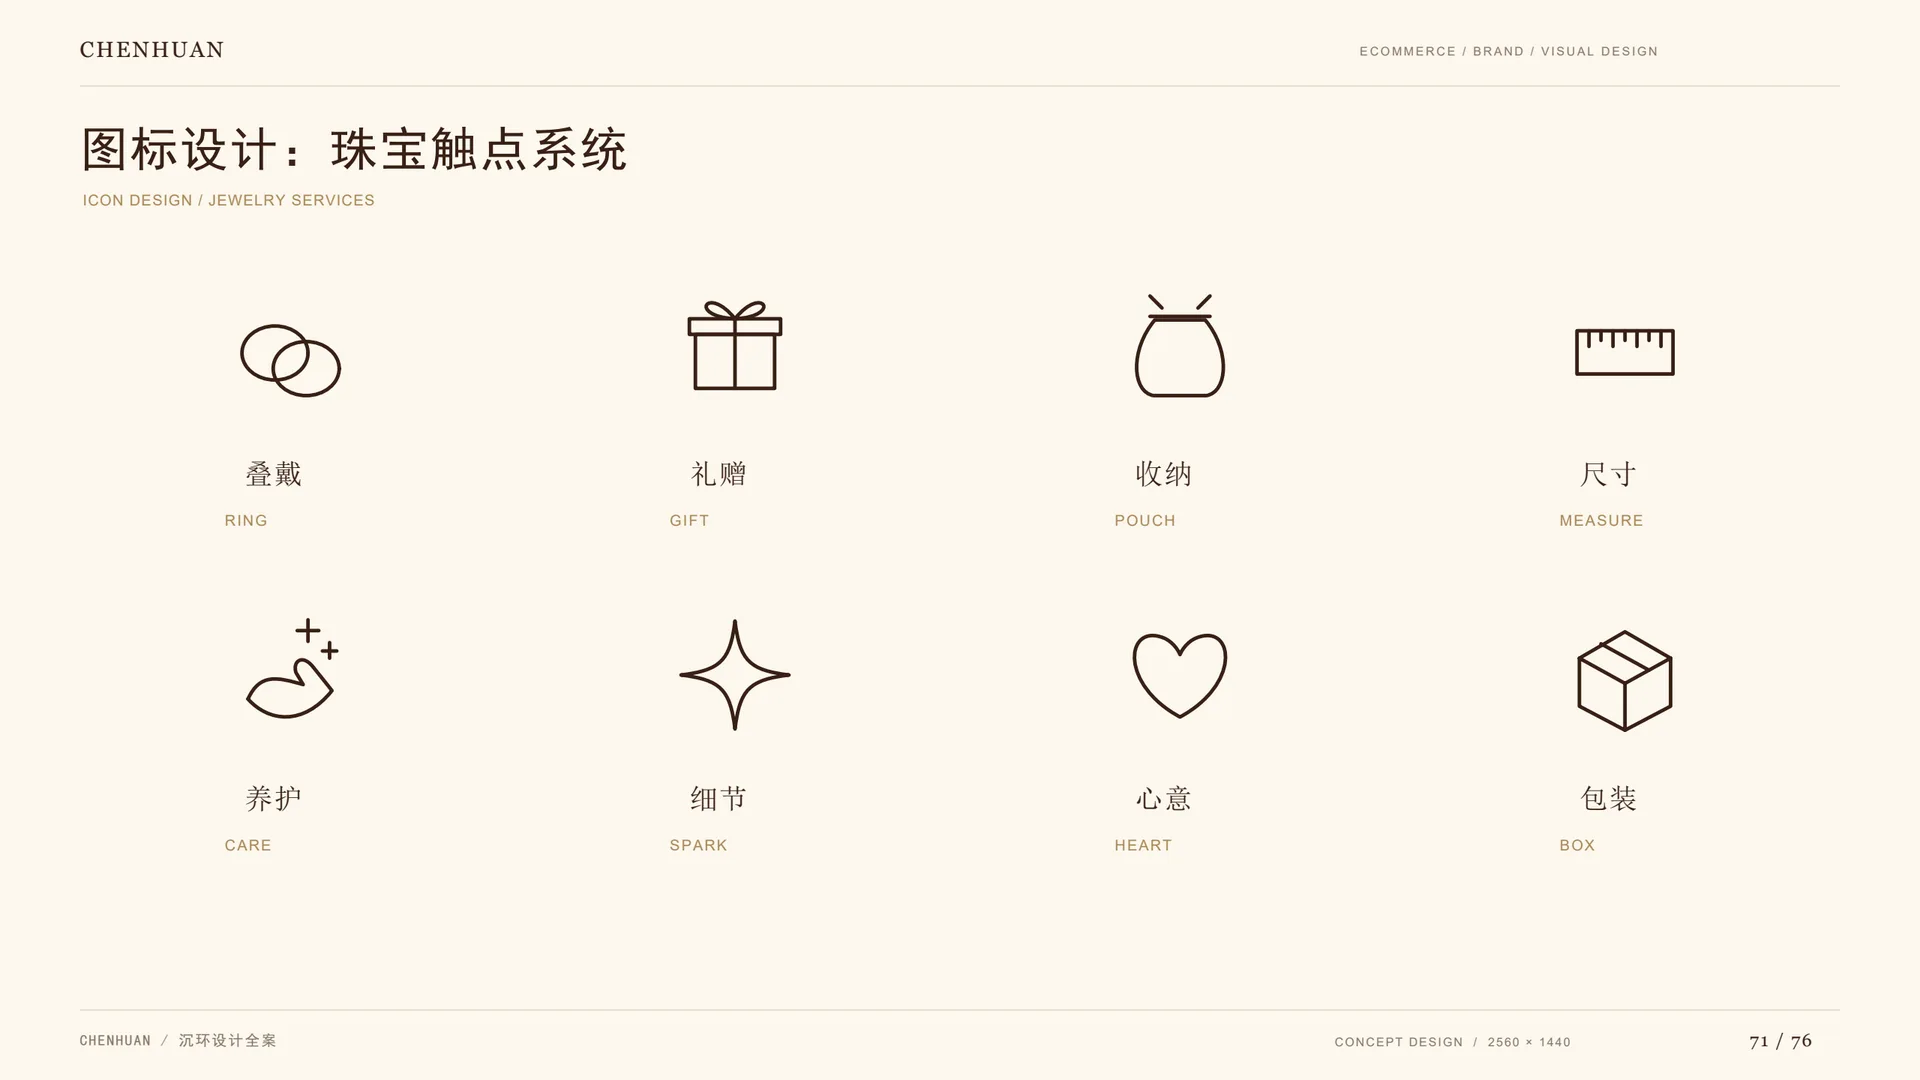 CHENHUAN
ECOMMERCE / BRAND / VISUAL DESIGN
图标设计：珠宝触点系统
ICON DESIGN / JEWELRY SERVICES
叠戴
RING
礼赠
GIFT
收纳
POUCH
尺寸
MEASURE
养护
CARE
细节
SPARK
心意
HEART
包装
BOX
CHENHUAN / 沉环设计全案
CONCEPT DESIGN / 2560 × 1440
71 / 76